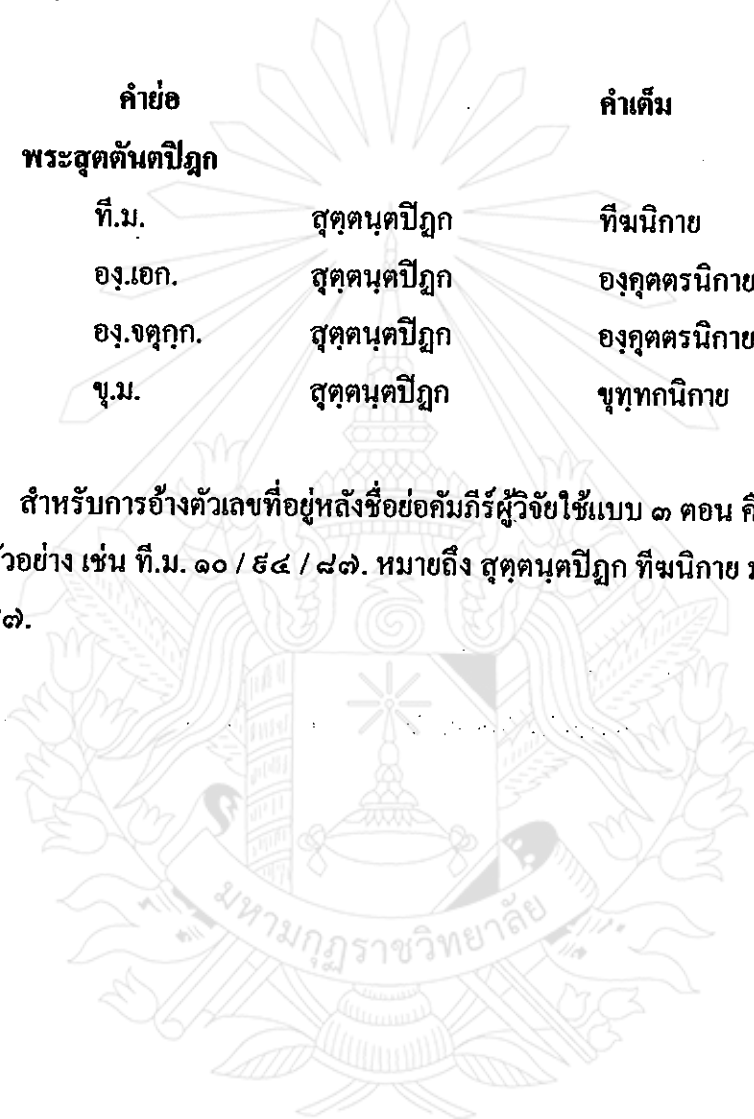 คำย่อ คำเต็ม
พระสุตตันตปิฎก
ที.ม. สุตฺตนฺตปิฏก ทีฆนิกาย
องฺ.เอก. สุตฺตนฺตปิฏก องฺคุตตรนิกาย
องฺ.จตุกฺก. สุตฺตนฺตปิฏก องฺคุตตรนิกาย
ขุ.ม. สุตฺตนฺตปิฏก ขุทฺทกนิกาย
สำหรับการอ้างตัวเลขที่อยู่หลังชื่อย่อคัมภีร์ผู้วิจัยใช้แบบ ๓ ตอน
เช่น ที.ม. ๑๐ / ๙๔ / ๘๗. หมายถึง สุตฺตนฺตปิฏก ทีฆนิกาย
๗.
มหามกุฏราชวิทยาลัย